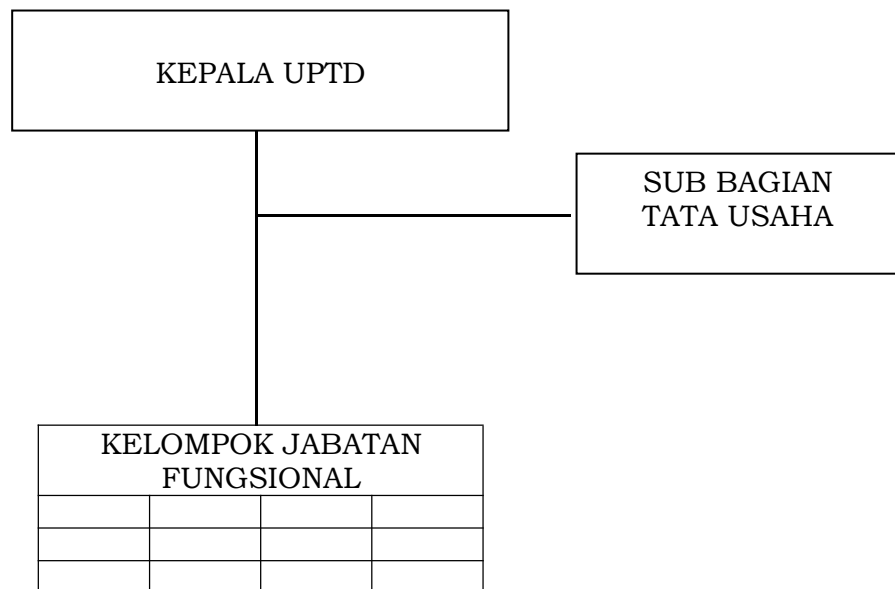 KEPALA UPTD
SUB BAGIAN
TATA USAHA
KELOMPOK JABATAN
FUNGSIONAL